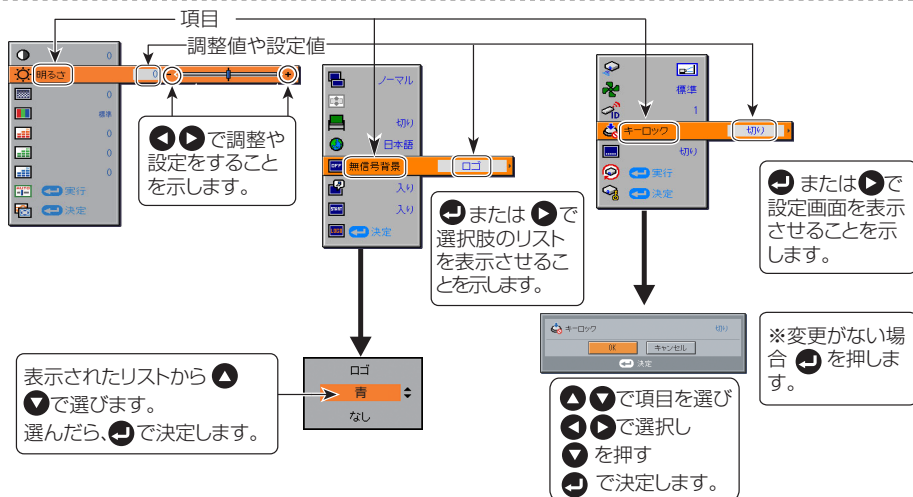 項目
調整値や設定値
0
明るさ
0
0
標準
0
0
0
実行
決定
◀▶で調整や
設定をすること
を示します。
ノーマル
切り
日本語
無信号背景
ロゴ
入り
START
入り
決定
⏎ または ▶で
選択肢のリスト
を表示させるこ
とを示します。
標準
ID
1
キーロック
切り
切り
実行
決定
⏎ または▶で
設定画面を表示
させることを示
します。
表示されたリストから ▲
▼で選びます。
選んだら、⏎で決定します。
ロゴ
青
なし
キーロック
切り
OK
キャンセル
決定
▲▼で項目を選び
◀▶で選択し
▼ を押す
⏎ で決定します。
※変更がない場
合 ⏎ を押しま
す。